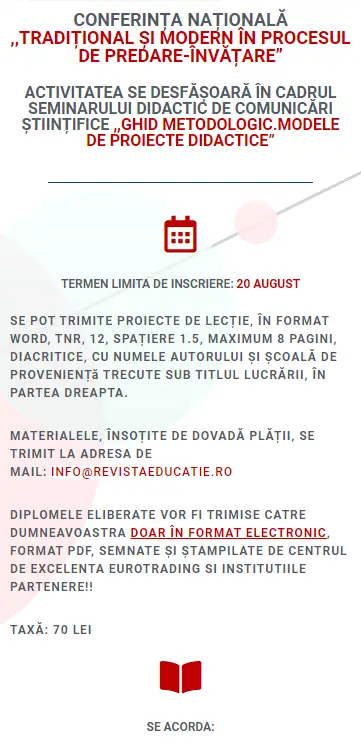 CONFERINȚA NAȚIONALĂ
,,TRADIȚIONAL ȘI MODERN ÎN PROCESUL
DE PREDARE-ÎNVĂȚARE”
ACTIVITATEA SE DESFĂȘOARĂ ÎN CADRUL
SEMINARULUI DIDACTIC DE COMUNICĂRI
ȘTIINȚIFICE ,,GHID METODOLOGIC.MODELE
DE PROIECTE DIDACTICE”
TERMEN LIMITA DE INSCRIERE: 20 AUGUST
SE POT TRIMITE PROIECTE DE LECȚIE, ÎN FORMAT
WORD, TNR, 12, SPAȚIERE 1.5, MAXIMUM 8 PAGINI,
DIACRITICE, CU NUMELE AUTORULUI ȘI ȘCOALĂ DE
PROVENIENȚă TRECUTE SUB TITLUL LUCRĂRII, ÎN
PARTEA DREAPTA.
MATERIALELE, ÎNSOȚITE DE DOVADĂ PLĂȚII, SE
TRIMIT LA ADRESA DE
MAIL: INFO@REVISTAEDUCATIE.RO
DIPLOMELE ELIBERATE VOR FI TRIMISE CATRE
DUMNEAVOASTRA DOAR ÎN FORMAT ELECTRONIC,
FORMAT PDF, SEMNATE ȘI ȘTAMPILATE DE CENTRUL
DE EXCELENTA EUROTRADING SI INSTITUTIILE
PARTENERE!!
TAXĂ: 70 LEI
SE ACORDA: